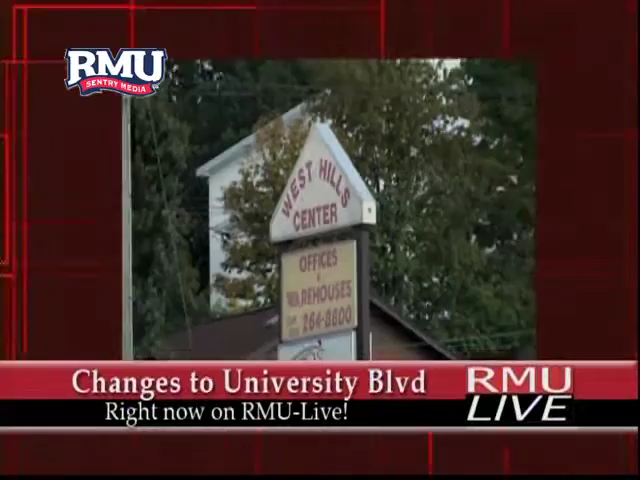 RMU
SENTRY MEDIA
WEST HILLS
CENTER
OFFICES
WAREHOUSES
264-8800
Changes to University Blvd
Right now on RMU-Live!
RMU
LIVE